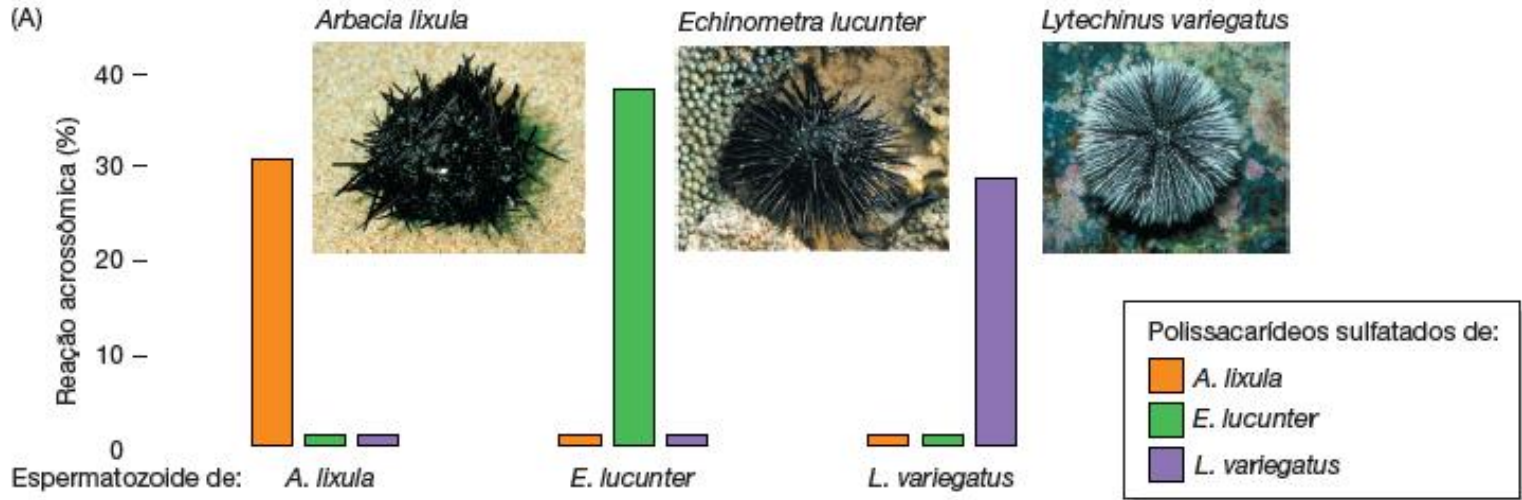 (A)
Arbacia lixula
Echinometra lucunter
Lytechinus variegatus
Reação acrossômica (%)
40
30
20
10
0
Espermatozoide de:
A. lixula
E. lucunter
L. variegatus
Polissacarídeos sulfatados de:
A. lixula
E. lucunter
L. variegatus